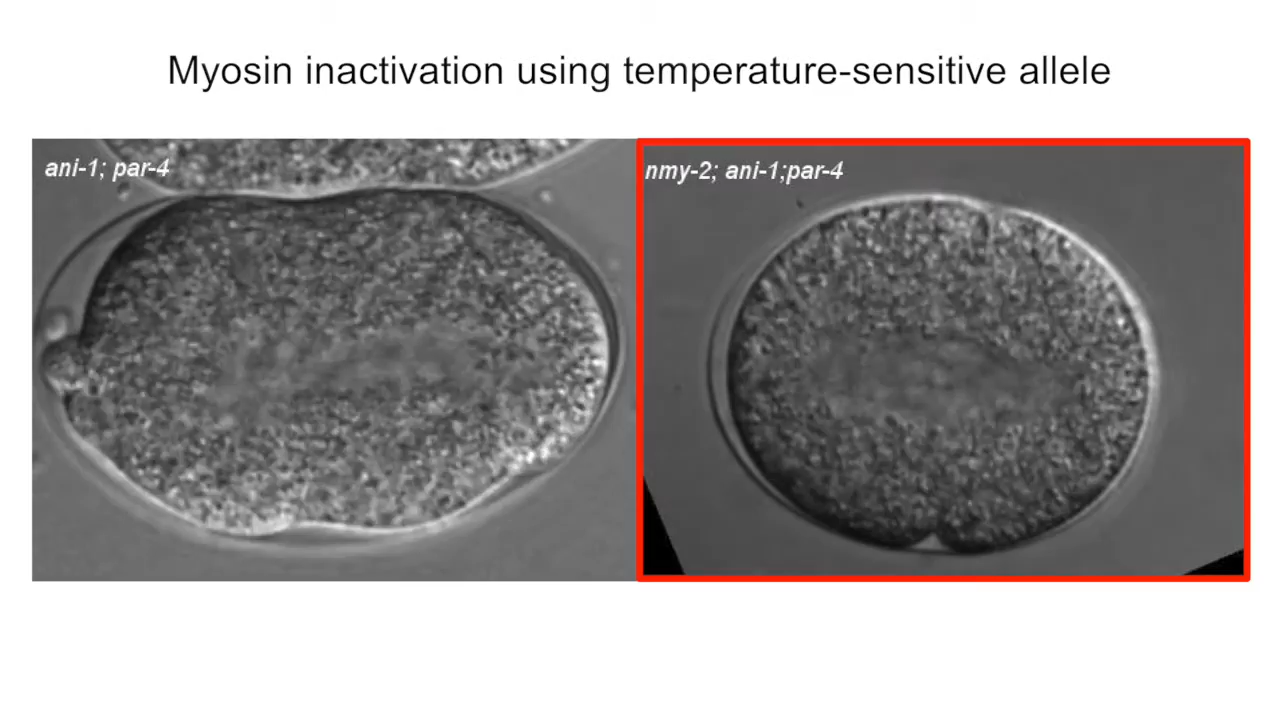 Myosin inactivation using temperature-sensitive allele
ani-1; par-4
nmy-2; ani-1;par-4